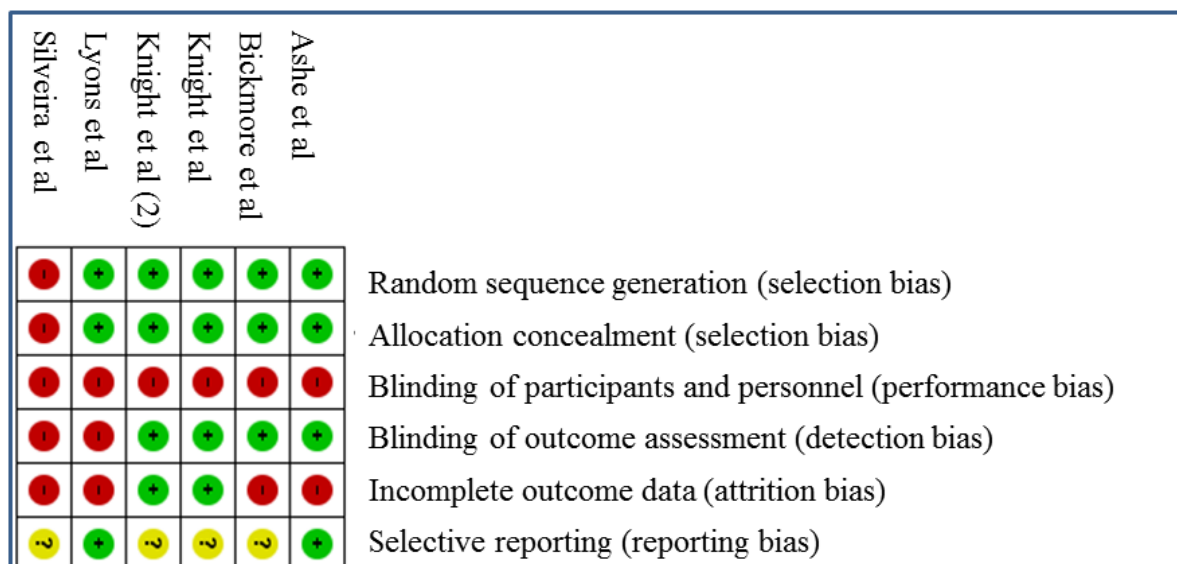 Silveira et al
Lyons et al
Knight et al (2)
Knight et al
Bickmore et al
Ashe et al
- + + + + +
Random sequence generation (selection bias)
- + + + + +
Allocation concealment (selection bias)
- - - - - -
Blinding of participants and personnel (performance bias)
- - + + + +
Blinding of outcome assessment (detection bias)
- - + + - -
Incomplete outcome data (attrition bias)
? + ? ? ? +
Selective reporting (reporting bias)